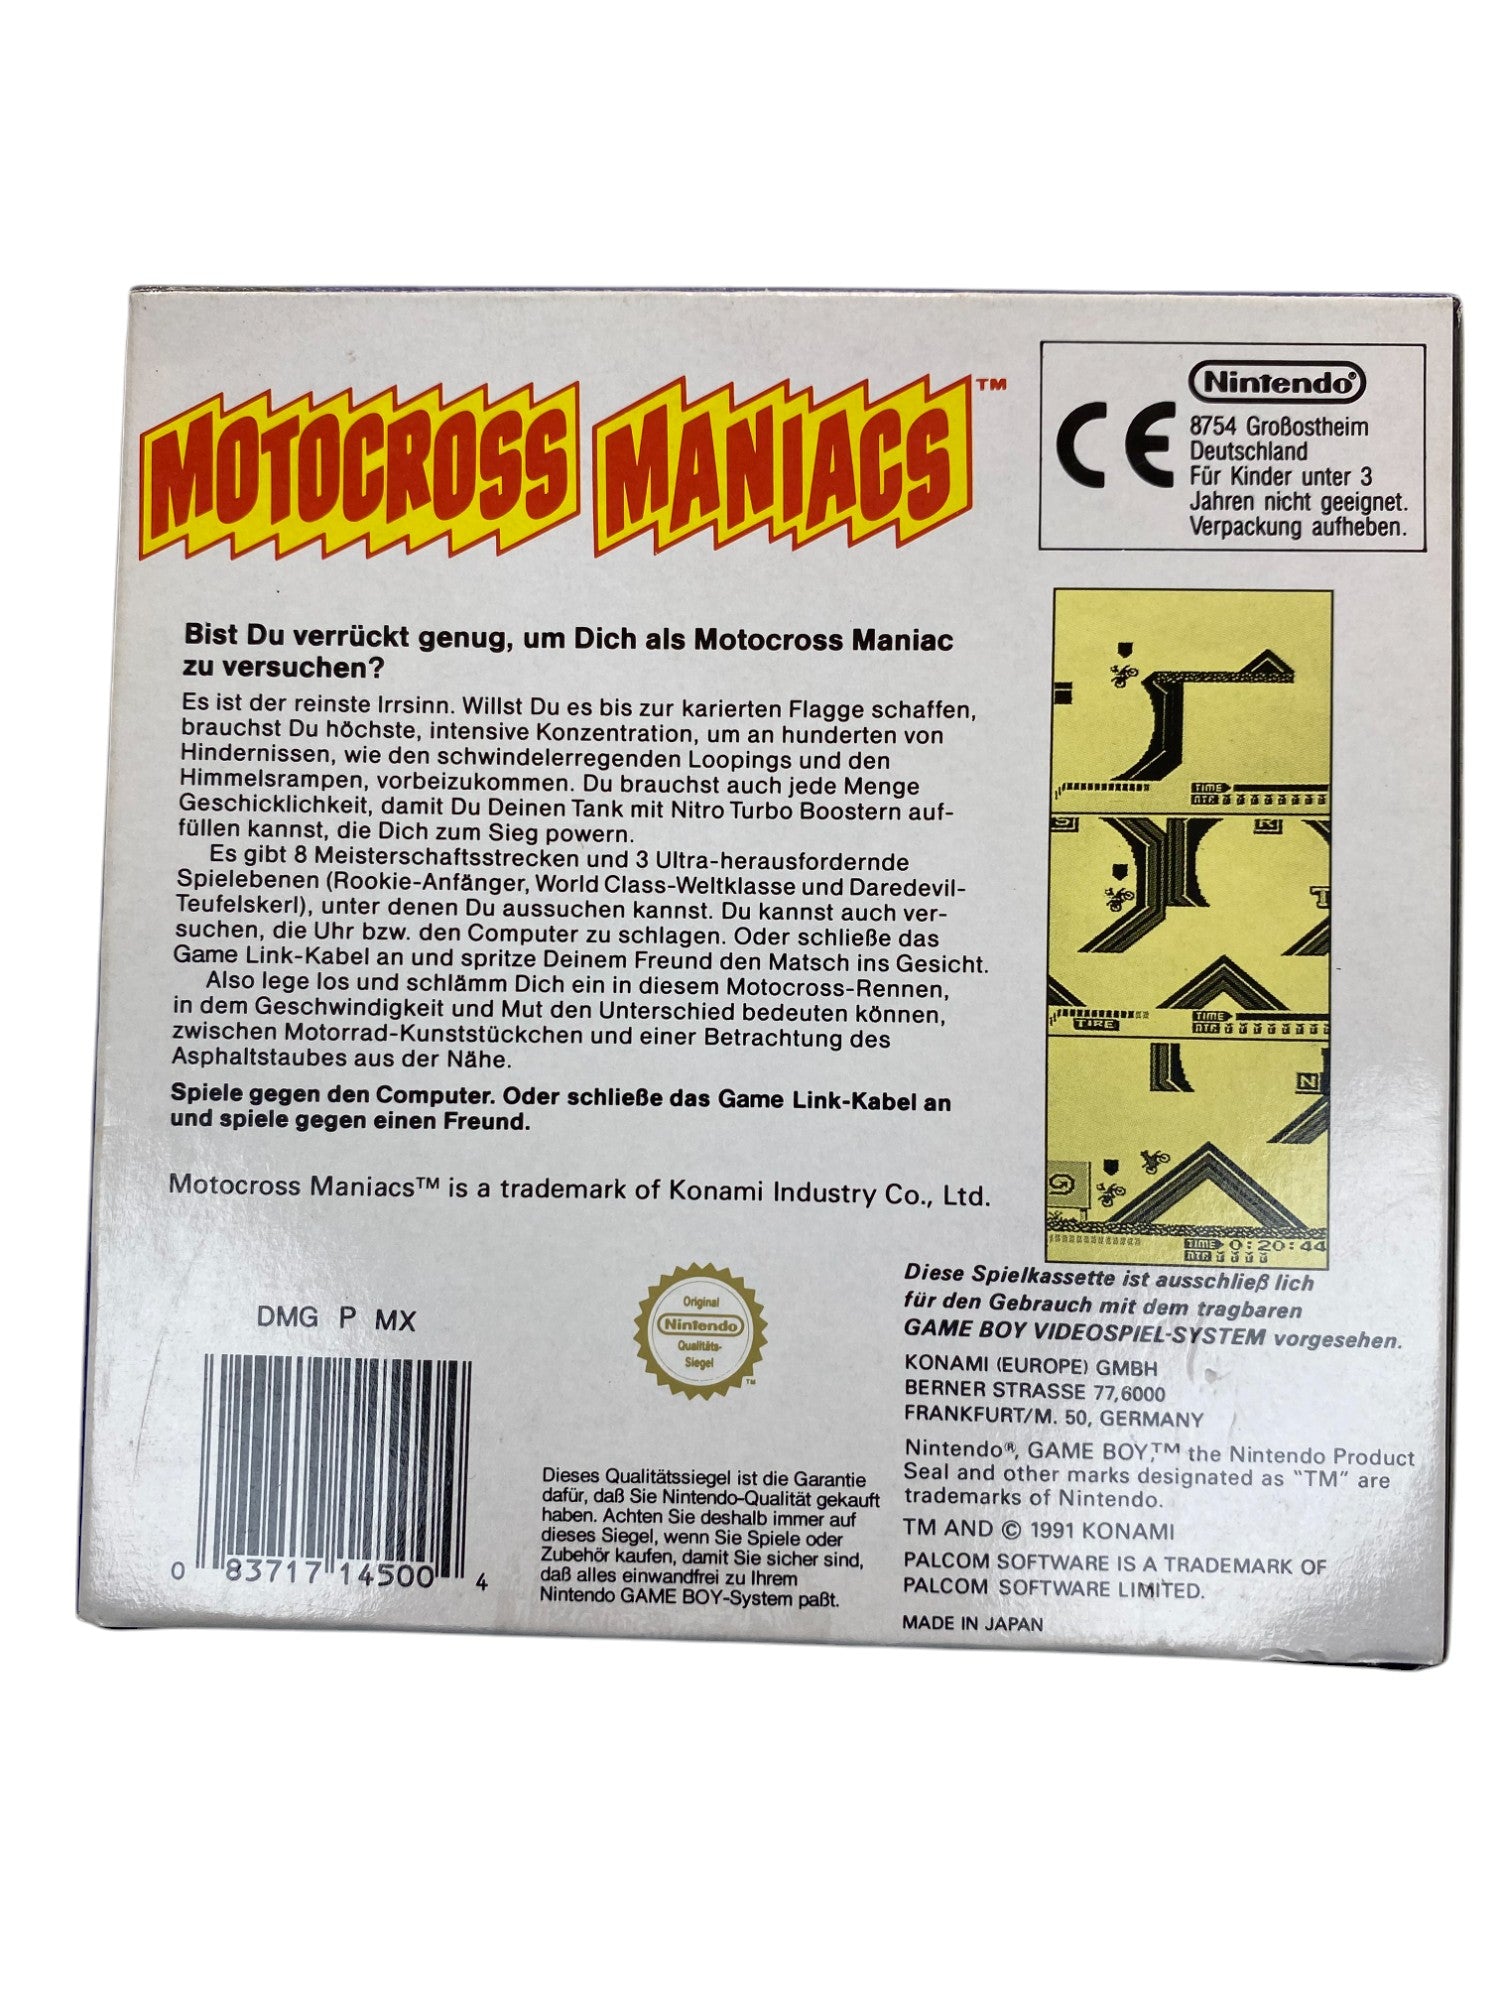 MOTOCROSS MANIACS™
Nintendo®
CE
8754 Großostheim
Deutschland
Für Kinder unter 3
Jahren nicht geeignet.
Verpackung aufheben.
Bist Du verrückt genug, um Dich als Motocross Maniac
zu versuchen?
Es ist der reinste Irrsinn. Willst Du es bis zur karierten Flagge schaffen,
brauchst Du höchste, intensive Konzentration, um an hunderten von
Hindernissen, wie den schwindelerregenden Loopings und den
Himmelsrampen, vorbeizukommen. Du brauchst auch jede Menge
Geschicklichkeit, damit Du Deinen Tank mit Nitro Turbo Boostern auf-
füllen kannst, die Dich zum Sieg powern.
Es gibt 8 Meisterschaftsstrecken und 3 Ultra-herausfordernde
Spielebenen (Rookie-Anfänger, World Class-Weltklasse und Daredevil-
Teufelskerl), unter denen Du aussuchen kannst. Du kannst auch ver-
suchen, die Uhr bzw. den Computer zu schlagen. Oder schließe das
Game Link-Kabel an und spritze Deinem Freund den Matsch ins Gesicht.
Also lege los und schlämm Dich ein in diesem Motocross-Rennen,
in dem Geschwindigkeit und Mut den Unterschied bedeuten können,
zwischen Motorrad-Kunststückchen und einer Betrachtung des
Asphaltstaubes aus der Nähe.
Spiele gegen den Computer. Oder schließe das Game Link-Kabel an
und spiele gegen einen Freund.
Motocross Maniacs™ is a trademark of Konami Industry Co., Ltd.
TIME
NTR
R
T
TIRE
TIME
NTR
N
TIME 0:20:44
NTR
DMG P MX
0 83717 14500 4
Original
Nintendo
Qualitäts-
Siegel
TM
Dieses Qualitätssiegel ist die Garantie
dafür, daß Sie Nintendo-Qualität gekauft
haben. Achten Sie deshalb immer auf
dieses Siegel, wenn Sie Spiele oder
Zubehör kaufen, damit Sie sicher sind,
daß alles einwandfrei zu Ihrem
Nintendo GAME BOY-System paßt.
Diese Spielkassette ist ausschließ lich
für den Gebrauch mit dem tragbaren
GAME BOY VIDEOSPIEL-SYSTEM vorgesehen.
KONAMI (EUROPE) GMBH
BERNER STRASSE 77,6000
FRANKFURT/M. 50, GERMANY
Nintendo®, GAME BOY,™ the Nintendo Product
Seal and other marks designated as "TM" are
trademarks of Nintendo.
TM AND © 1991 KONAMI
PALCOM SOFTWARE IS A TRADEMARK OF
PALCOM SOFTWARE LIMITED.
MADE IN JAPAN